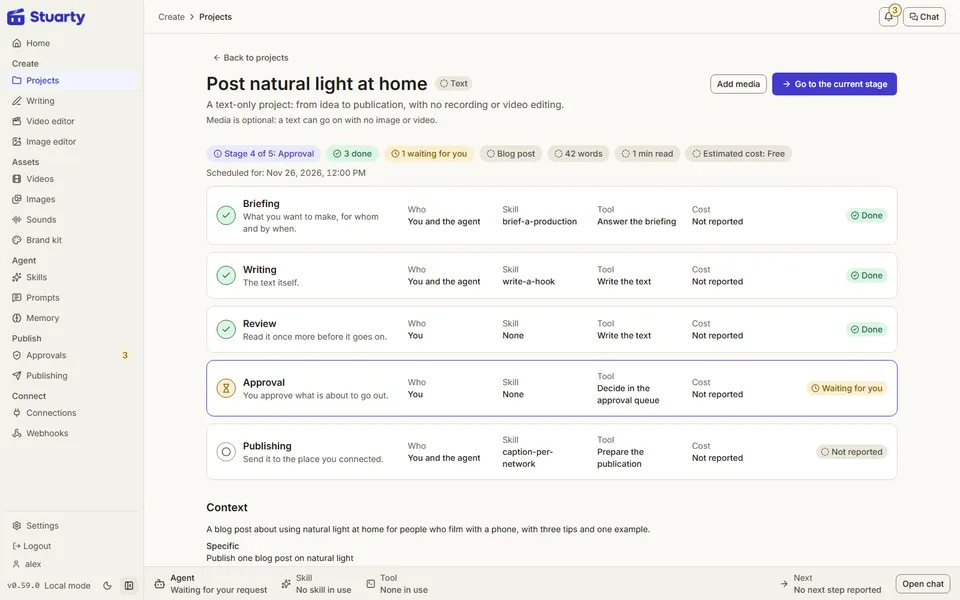 Stuarty
Create > Projects
3
Chat
Home
Create
Projects
Writing
Video editor
Image editor
Assets
Videos
Images
Sounds
Brand kit
Agent
Skills
Prompts
Memory
Publish
Approvals 3
Publishing
Connect
Connections
Webhooks
Settings
Logout
alex
v0.59.0 Local mode
← Back to projects
Post natural light at home
Text
Add media
→ Go to the current stage
A text-only project: from idea to publication, with no recording or video editing.
Media is optional: a text can go on with no image or video.
Stage 4 of 5: Approval
3 done
1 waiting for you
Blog post
42 words
1 min read
Estimated cost: Free
Scheduled for: Nov 26, 2026, 12:00 PM
Briefing
What you want to make, for whom
and by when.
Who
You and the agent
Skill
brief-a-production
Tool
Answer the briefing
Cost
Not reported
Done
Writing
The text itself.
Who
You and the agent
Skill
write-a-hook
Tool
Write the text
Cost
Not reported
Done
Review
Read it once more before it goes on.
Who
You
Skill
None
Tool
Write the text
Cost
Not reported
Done
Approval
You approve what is about to go out.
Who
You
Skill
None
Tool
Decide in the
approval queue
Cost
Not reported
Waiting for you
Publishing
Send it to the place you connected.
Who
You and the agent
Skill
caption-per-
network
Tool
Prepare the
publication
Cost
Not reported
Not reported
Context
A blog post about using natural light at home for people who film with a phone, with three tips and one example.
Specific
Publish one blog post on natural light
Agent
Waiting for your request
Skill
No skill in use
Tool
None in use
→ Next
No next step reported
Open chat